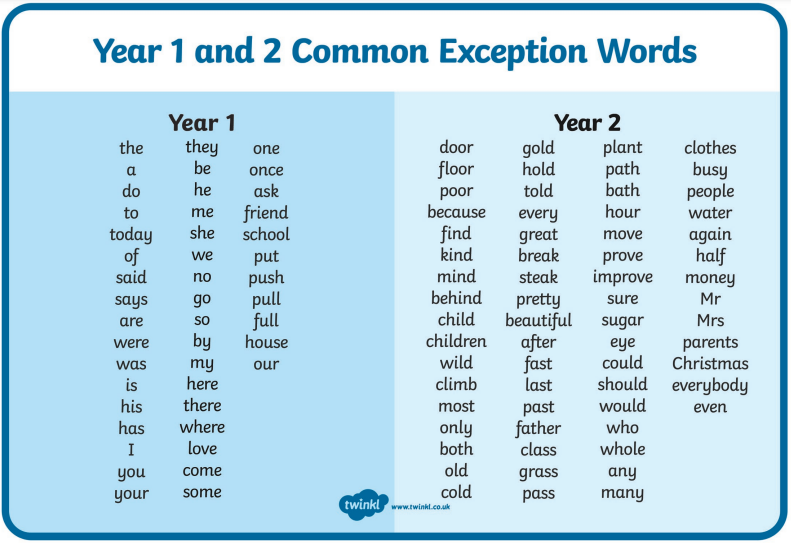 Year 1 and 2 Common Exception Words
Year 1
the they one
a be once
do he ask
to me friend
today she school
of we put
said no push
says go pull
are so full
were by house
was my our
is here
his there
has where
I love
you come
your some
Year 2
door gold plant clothes
floor hold path busy
poor told bath people
because every hour water
find great move again
kind break prove half
mind steak improve money
behind pretty sure Mr
child beautiful sugar Mrs
children after eye parents
wild fast could Christmas
climb last should everybody
most past would even
only father who
both class whole
old grass any
cold pass many
twinkl www.twinkl.co.uk